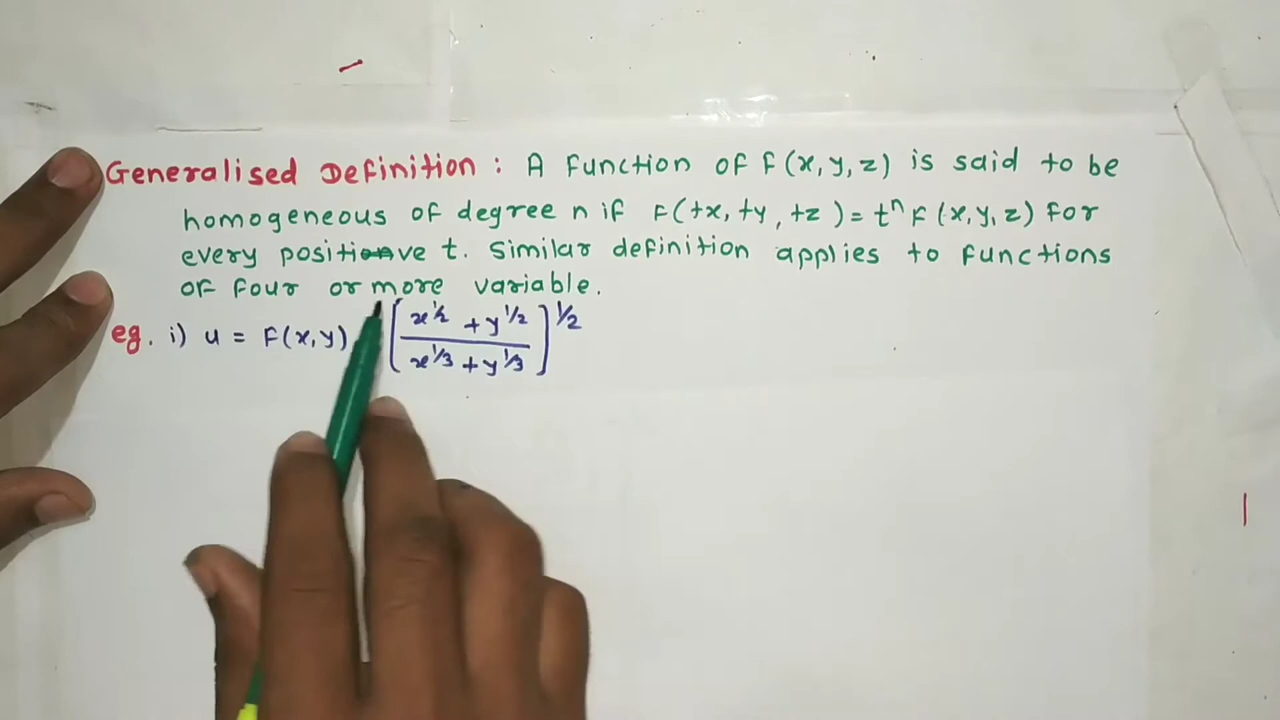 Generalised Definition : A function of F(x,y,z) is said to be
homogeneous of degree n if F(tx, ty, tz) = tⁿ F(x,y,z) for
every positive t. Similar definition applies to functions
of four or more variable.
eg. i) u = F(x,y) [(x^1/2 + y^1/2)/(x^1/3 + y^1/3)]^1/2